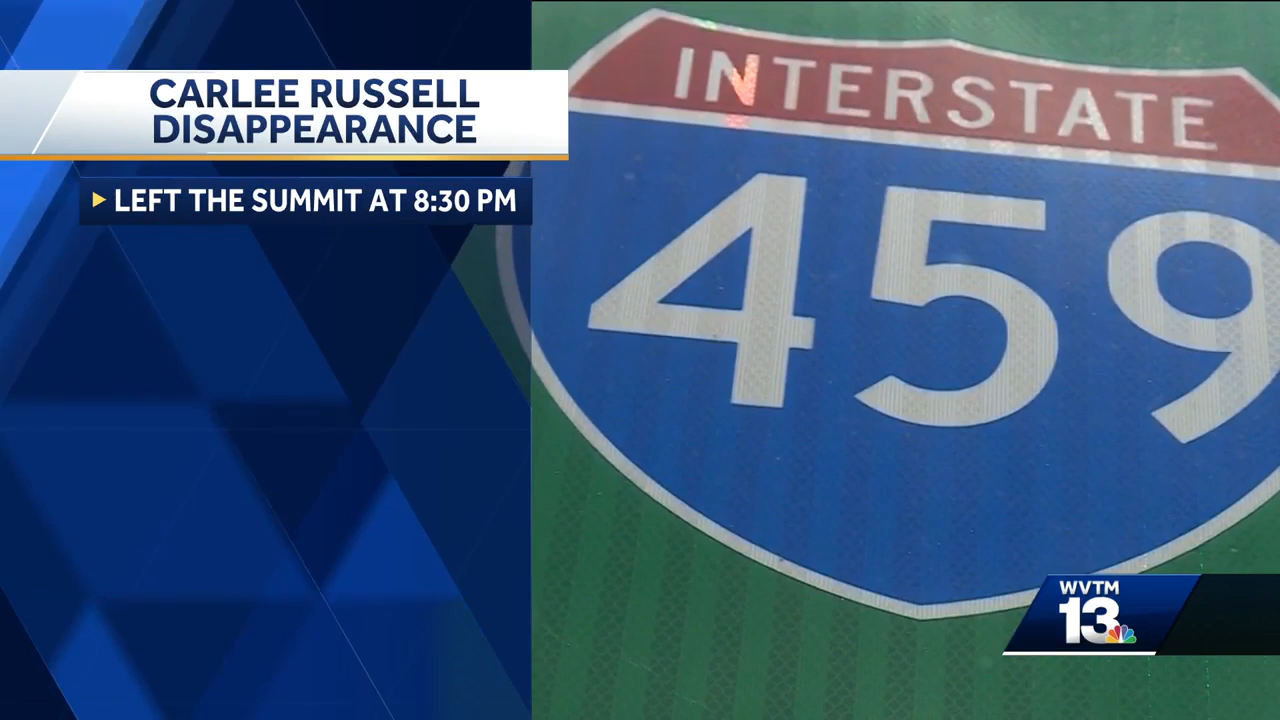 CARLEE RUSSELL
DISAPPEARANCE
LEFT THE SUMMIT AT 8:30 PM
INTERSTATE
459
WVTM
13